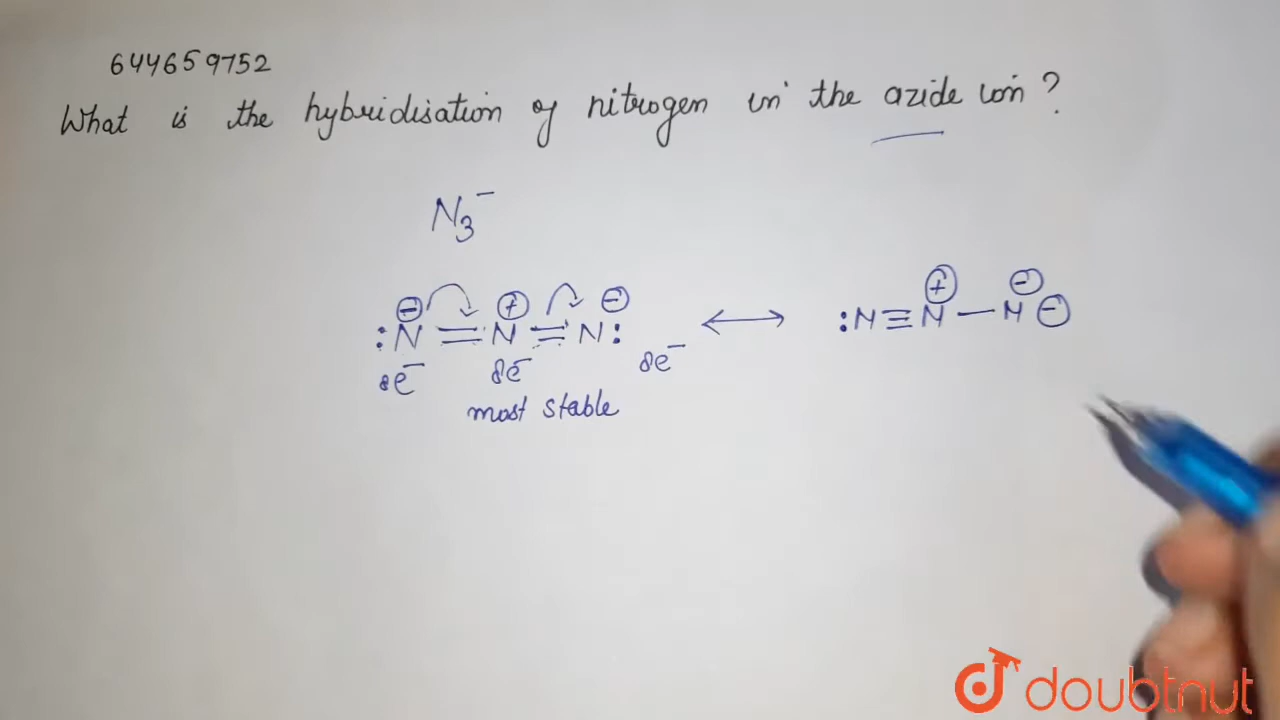 644659752
What is the hybridisation of nitrogen in the azide ion?
N3⁻
:N⊖ = N⊕ = N⊖: ⟷ :N ≡ N⊕ — N⊖ ⊖
8e⁻ 8e⁻ 8e⁻
most stable
doubtnut